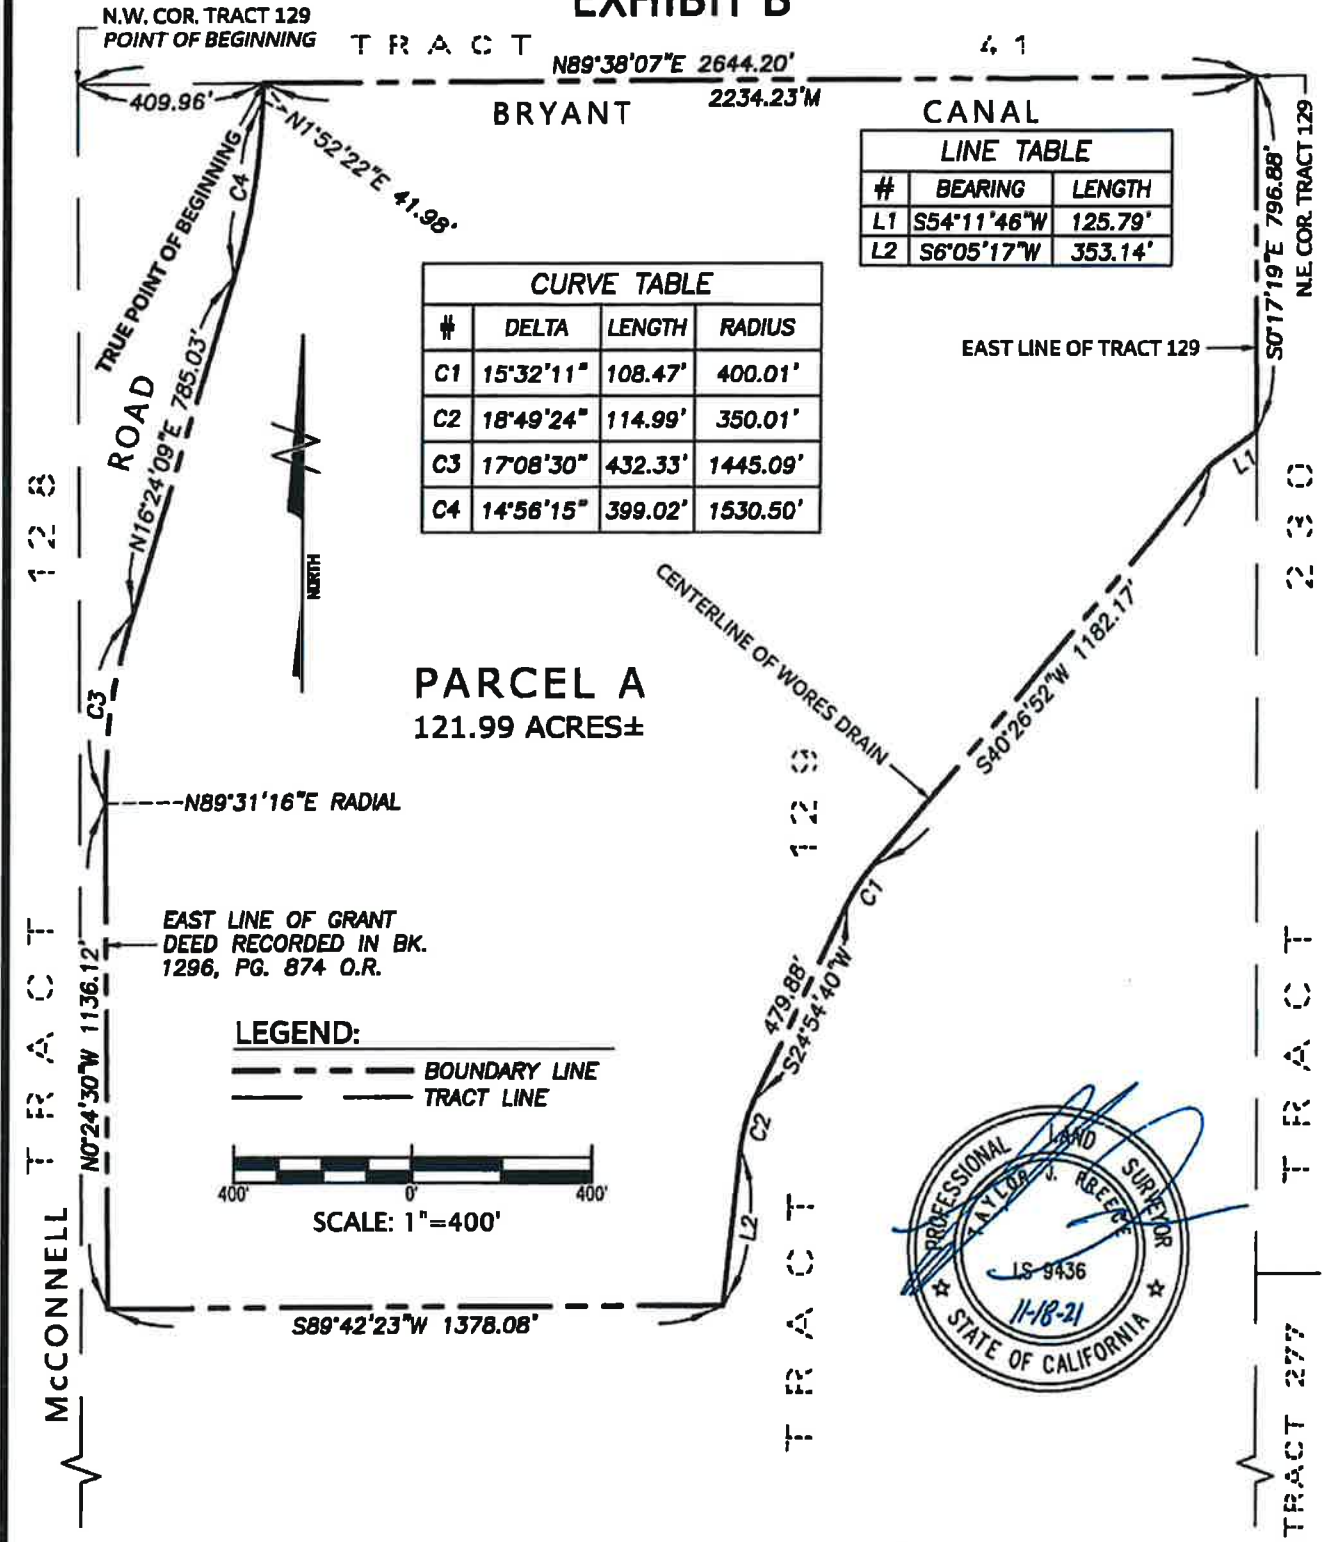 EXHIBIT B
N.W. COR. TRACT 129
POINT OF BEGINNING
TRACT 41
N89°38'07"E 2644.20'
409.96'
2234.23'M
BRYANT CANAL
N1°52'22"E 41.98'
TRUE POINT OF BEGINNING
C4
N.E. COR. TRACT 129
S0°17'19"E 796.88'
LINE TABLE
# BEARING LENGTH
L1 S54°11'46"W 125.79'
L2 S6°05'17"W 353.14'
CURVE TABLE
# DELTA LENGTH RADIUS
C1 15°32'11" 108.47' 400.01'
C2 18°49'24" 114.99' 350.01'
C3 17°08'30" 432.33' 1445.09'
C4 14°56'15" 399.02' 1530.50'
EAST LINE OF TRACT 129
L1
ROAD
N16°24'09"E 785.03'
NORTH
TRACT 128
TRACT 230
CENTERLINE OF WORES DRAIN
S40°26'52"W 1182.17'
C3
PARCEL A
121.99 ACRES±
N89°31'16"E RADIAL
TRACT 129
C1
EAST LINE OF GRANT
DEED RECORDED IN BK.
1296, PG. 874 O.R.
N0°24'30"W 1136.12'
479.88'
S24°54'40"W
LEGEND:
BOUNDARY LINE
TRACT LINE
C2
400' 0' 400'
SCALE: 1"=400'
L2
McCONNELL
S89°42'23"W 1378.08'
PROFESSIONAL LAND SURVEYOR
TAYLOR J. REECE
LS 9436
11-18-21
STATE OF CALIFORNIA
TRACT 277